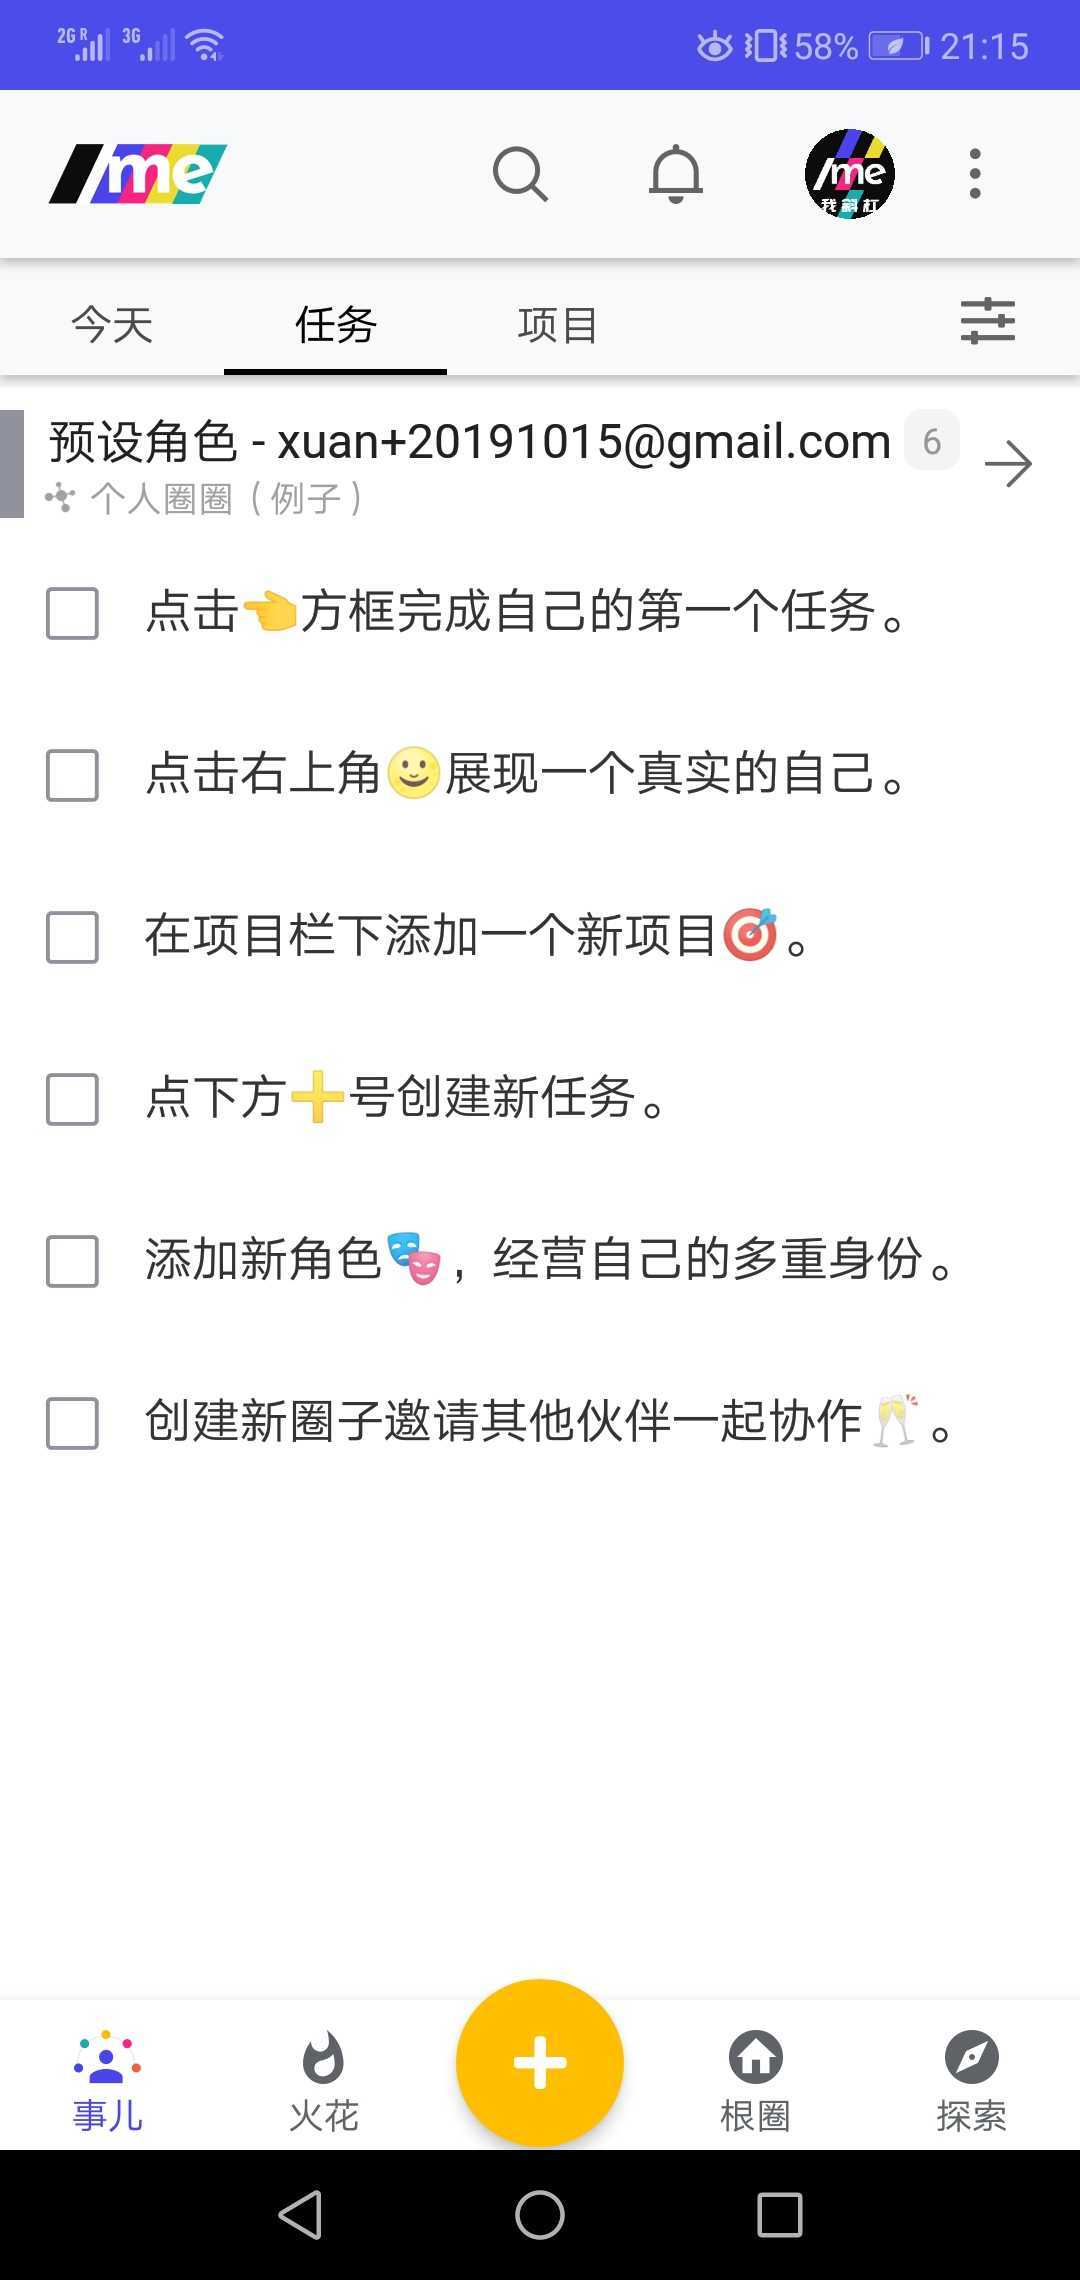 2G R 3G 58% 21:15
/me /me
我斜杠
今天 任务 项目
预设角色 - xuan+20191015@gmail.com 6
个人圈圈（例子）
点击👈方框完成自己的第一个任务。
点击右上角🌝展现一个真实的自己。
在项目栏下添加一个新项目🎯。
点下方➕号创建新任务。
添加新角色🎭，经营自己的多重身份。
创建新圈子邀请其他伙伴一起协作🥂。
事儿 火花 根圈 探索